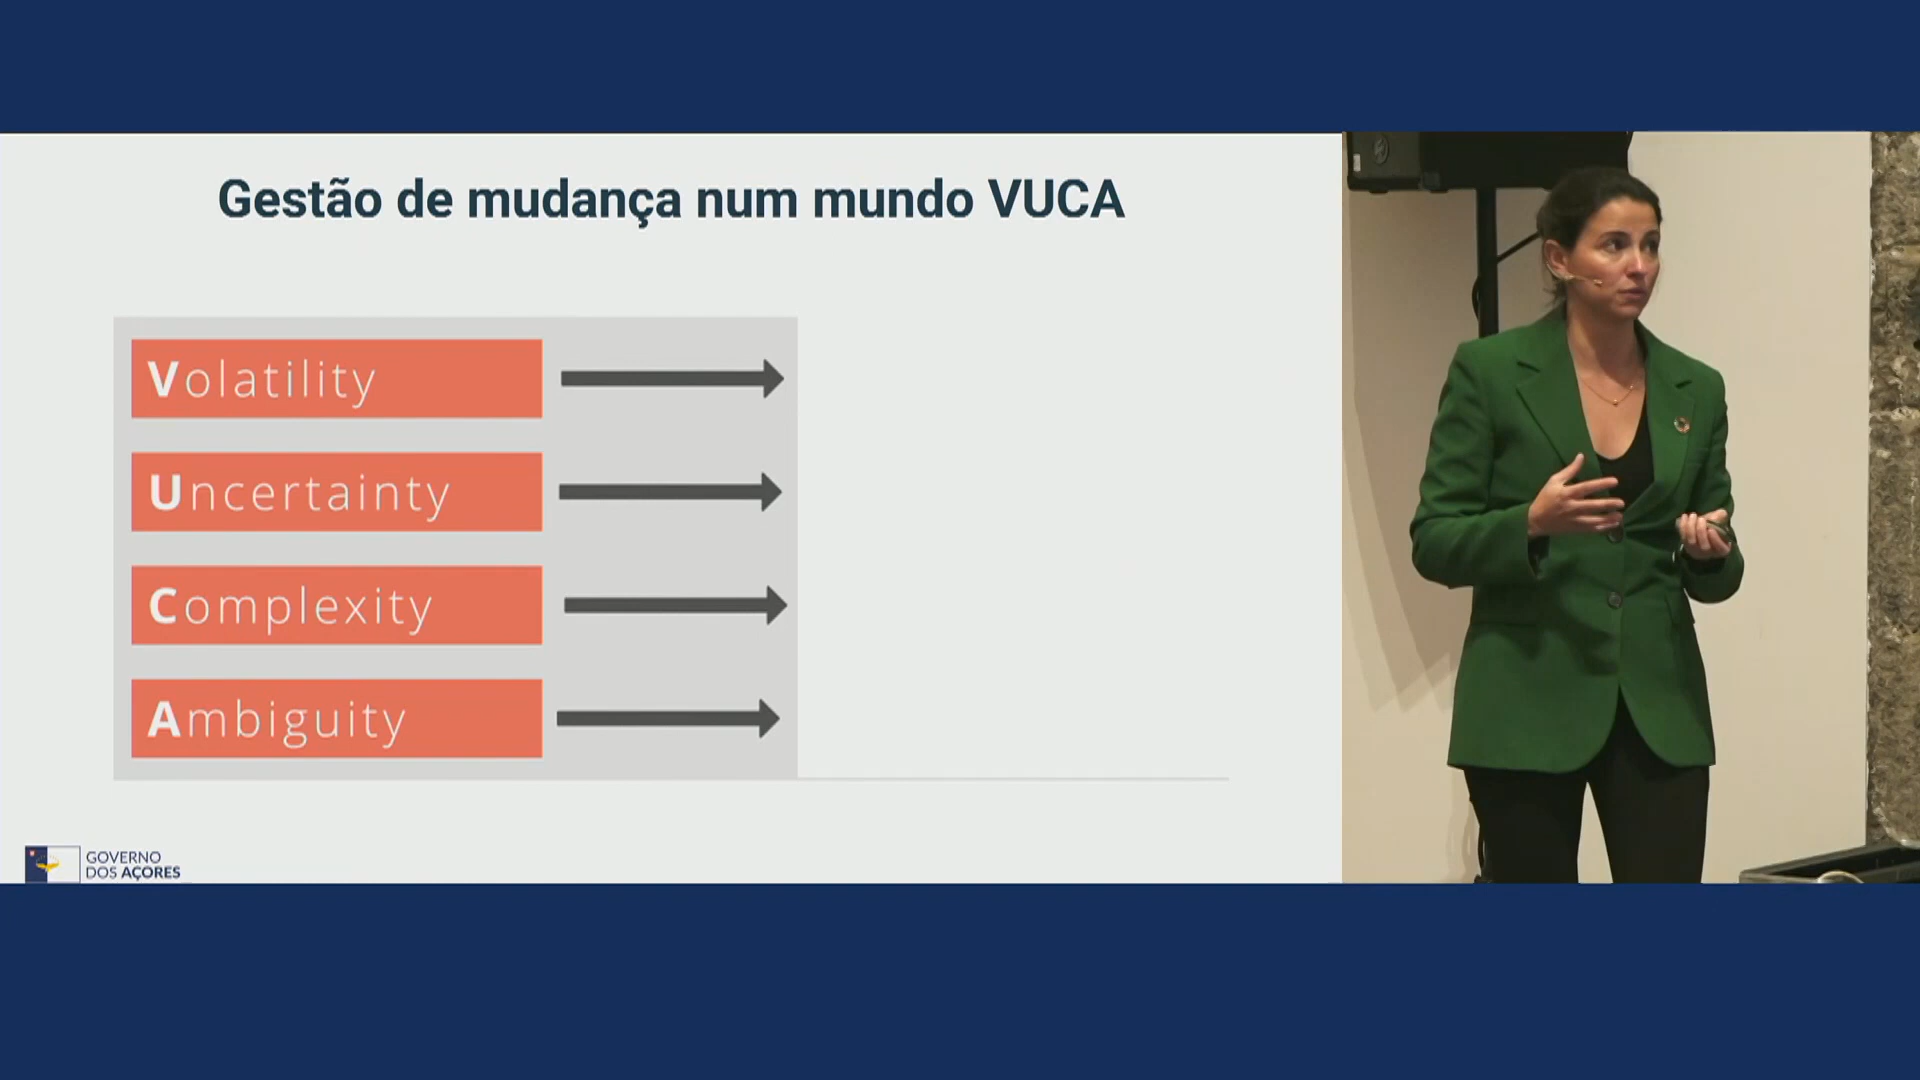 Gestão de mudança num mundo VUCA
Volatility
Uncertainty
Complexity
Ambiguity
GOVERNO
DOS AÇORES